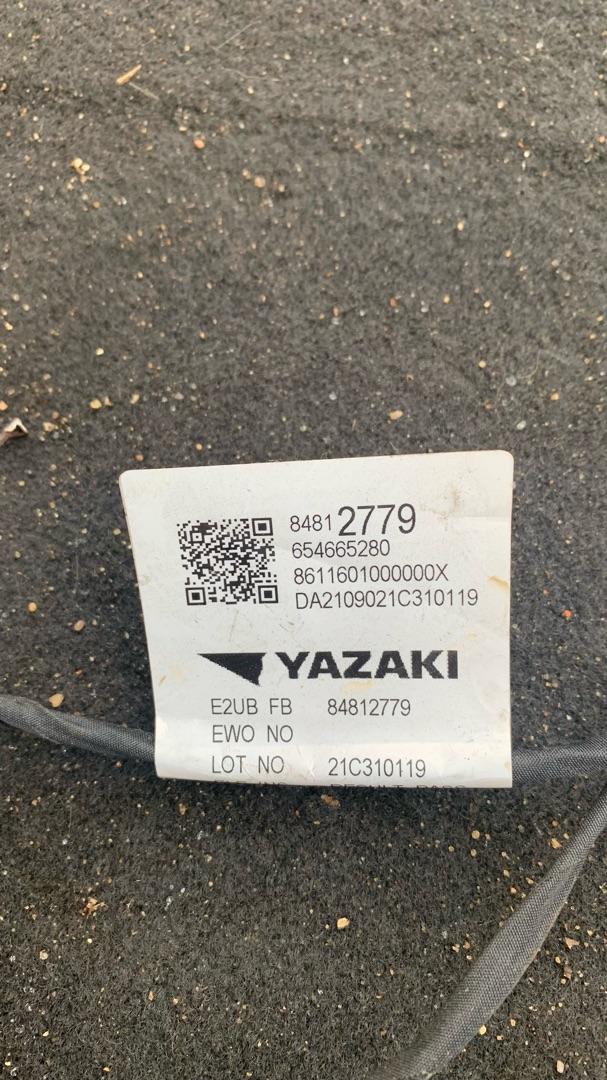 84812779
654665280
8611601000000X
DA2109021C310119
YAZAKI
E2UB FB 84812779
EWO NO
LOT NO 21C310119